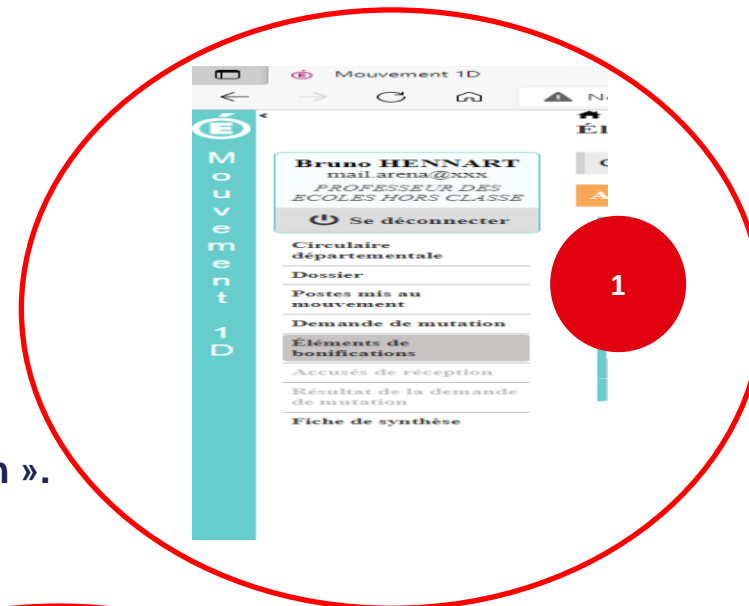 Mouvement 1D
É
Mouvement 1D
Bruno HENNART
mail.arena@xxx
PROFESSEUR DES
ECOLES HORS CLASSE
Se déconnecter
Circulaire
départementale
Dossier
Postes mis au
mouvement
Demande de mutation
Éléments de
bonifications
Accusés de réception
Résultat de la demande
de mutation
Fiche de synthèse
Él
1
n ».